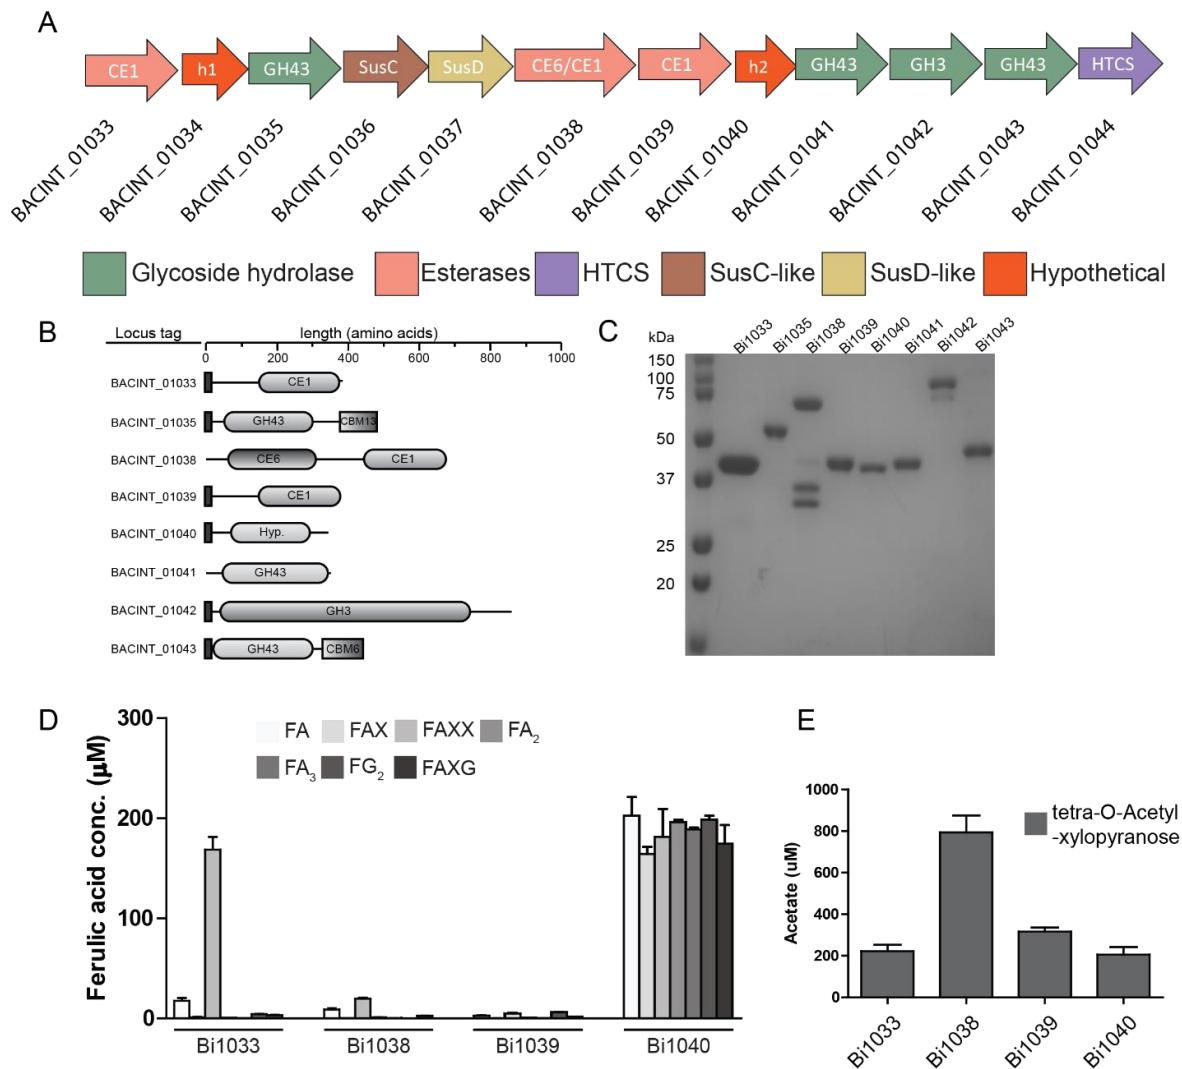 A
CE1 h1 GH43 SusC SusD CE6/CE1 CE1 h2 GH43 GH3 GH43 HTCS
BACINT_01033 BACINT_01034 BACINT_01035 BACINT_01036 BACINT_01037 BACINT_01038 BACINT_01039 BACINT_01040 BACINT_01041 BACINT_01042 BACINT_01043 BACINT_01044
Glycoside hydrolase Esterases HTCS SusC-like SusD-like Hypothetical
B
Locus tag length (amino acids)
0 200 400 600 800 1000
BACINT_01033 CE1
BACINT_01035 GH43 CBM13
BACINT_01038 CE6 CE1
BACINT_01039 CE1
BACINT_01040 Hyp.
BACINT_01041 GH43
BACINT_01042 GH3
BACINT_01043 GH43 CBM6
C
kDa Bi1033 Bi1035 Bi1038 Bi1039 Bi1040 Bi1041 Bi1042 Bi1043
150
100
75
50
37
25
20
D
Ferulic acid conc. (μM)
300
200
100
0
FA FAX FAXX FA2
FA3 FG2 FAXG
Bi1033 Bi1038 Bi1039 Bi1040
E
Acetate (uM)
1000
800
600
400
200
0
tetra-O-Acetyl
-xylopyranose
Bi1033 Bi1038 Bi1039 Bi1040